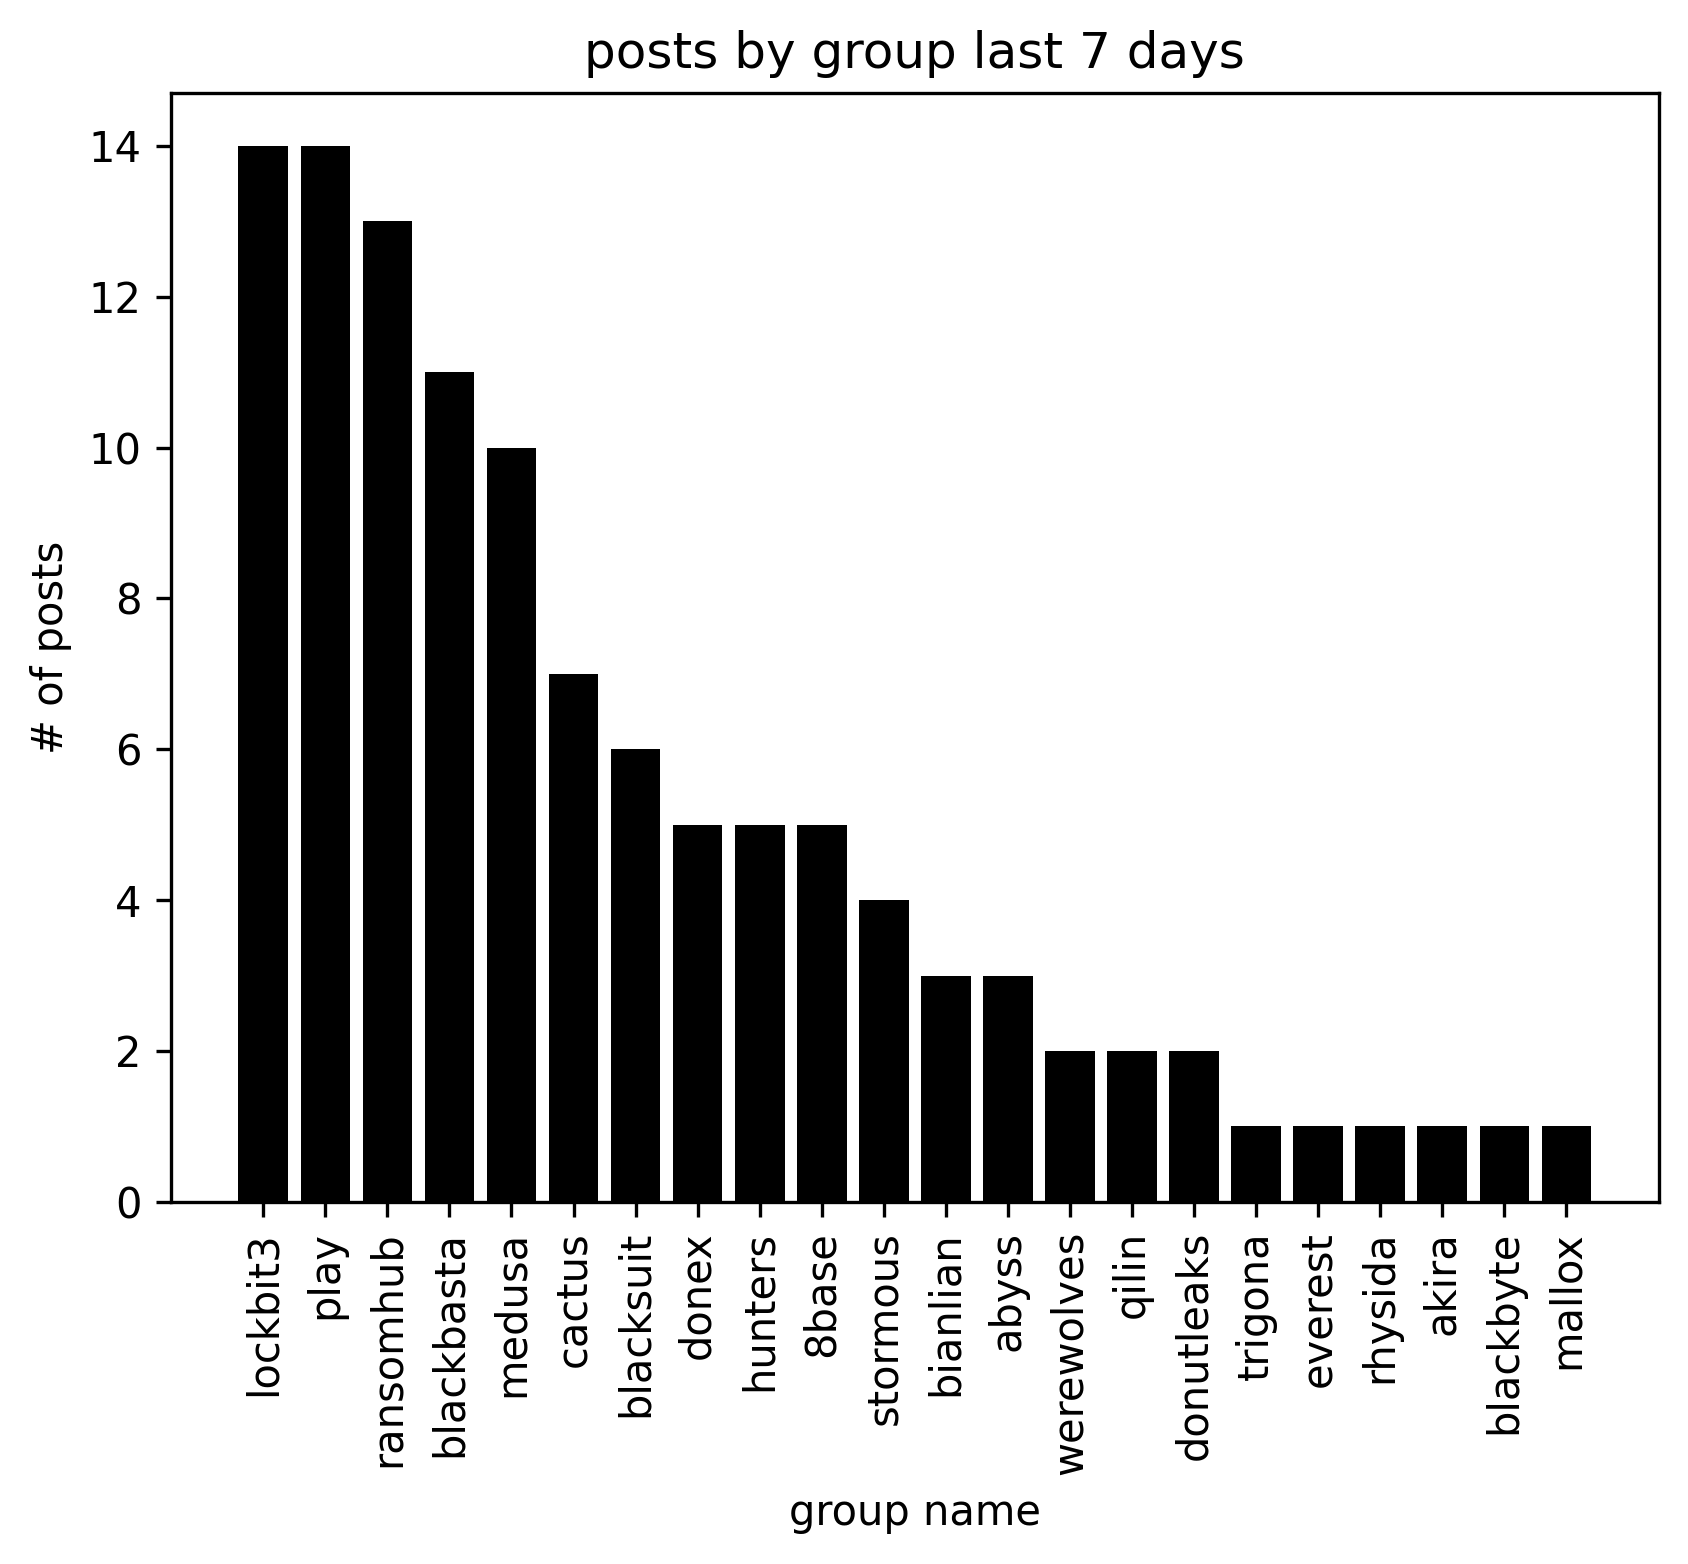 posts by group last 7 days
14
12
10
8
6
4
2
0
# of posts
lockbit3
play
ransomhub
blackbasta
medusa
cactus
blacksuit
donex
hunters
8base
stormous
bianlian
abyss
werewolves
qilin
donutleaks
trigona
everest
rhysida
akira
blackbyte
mallox
group name